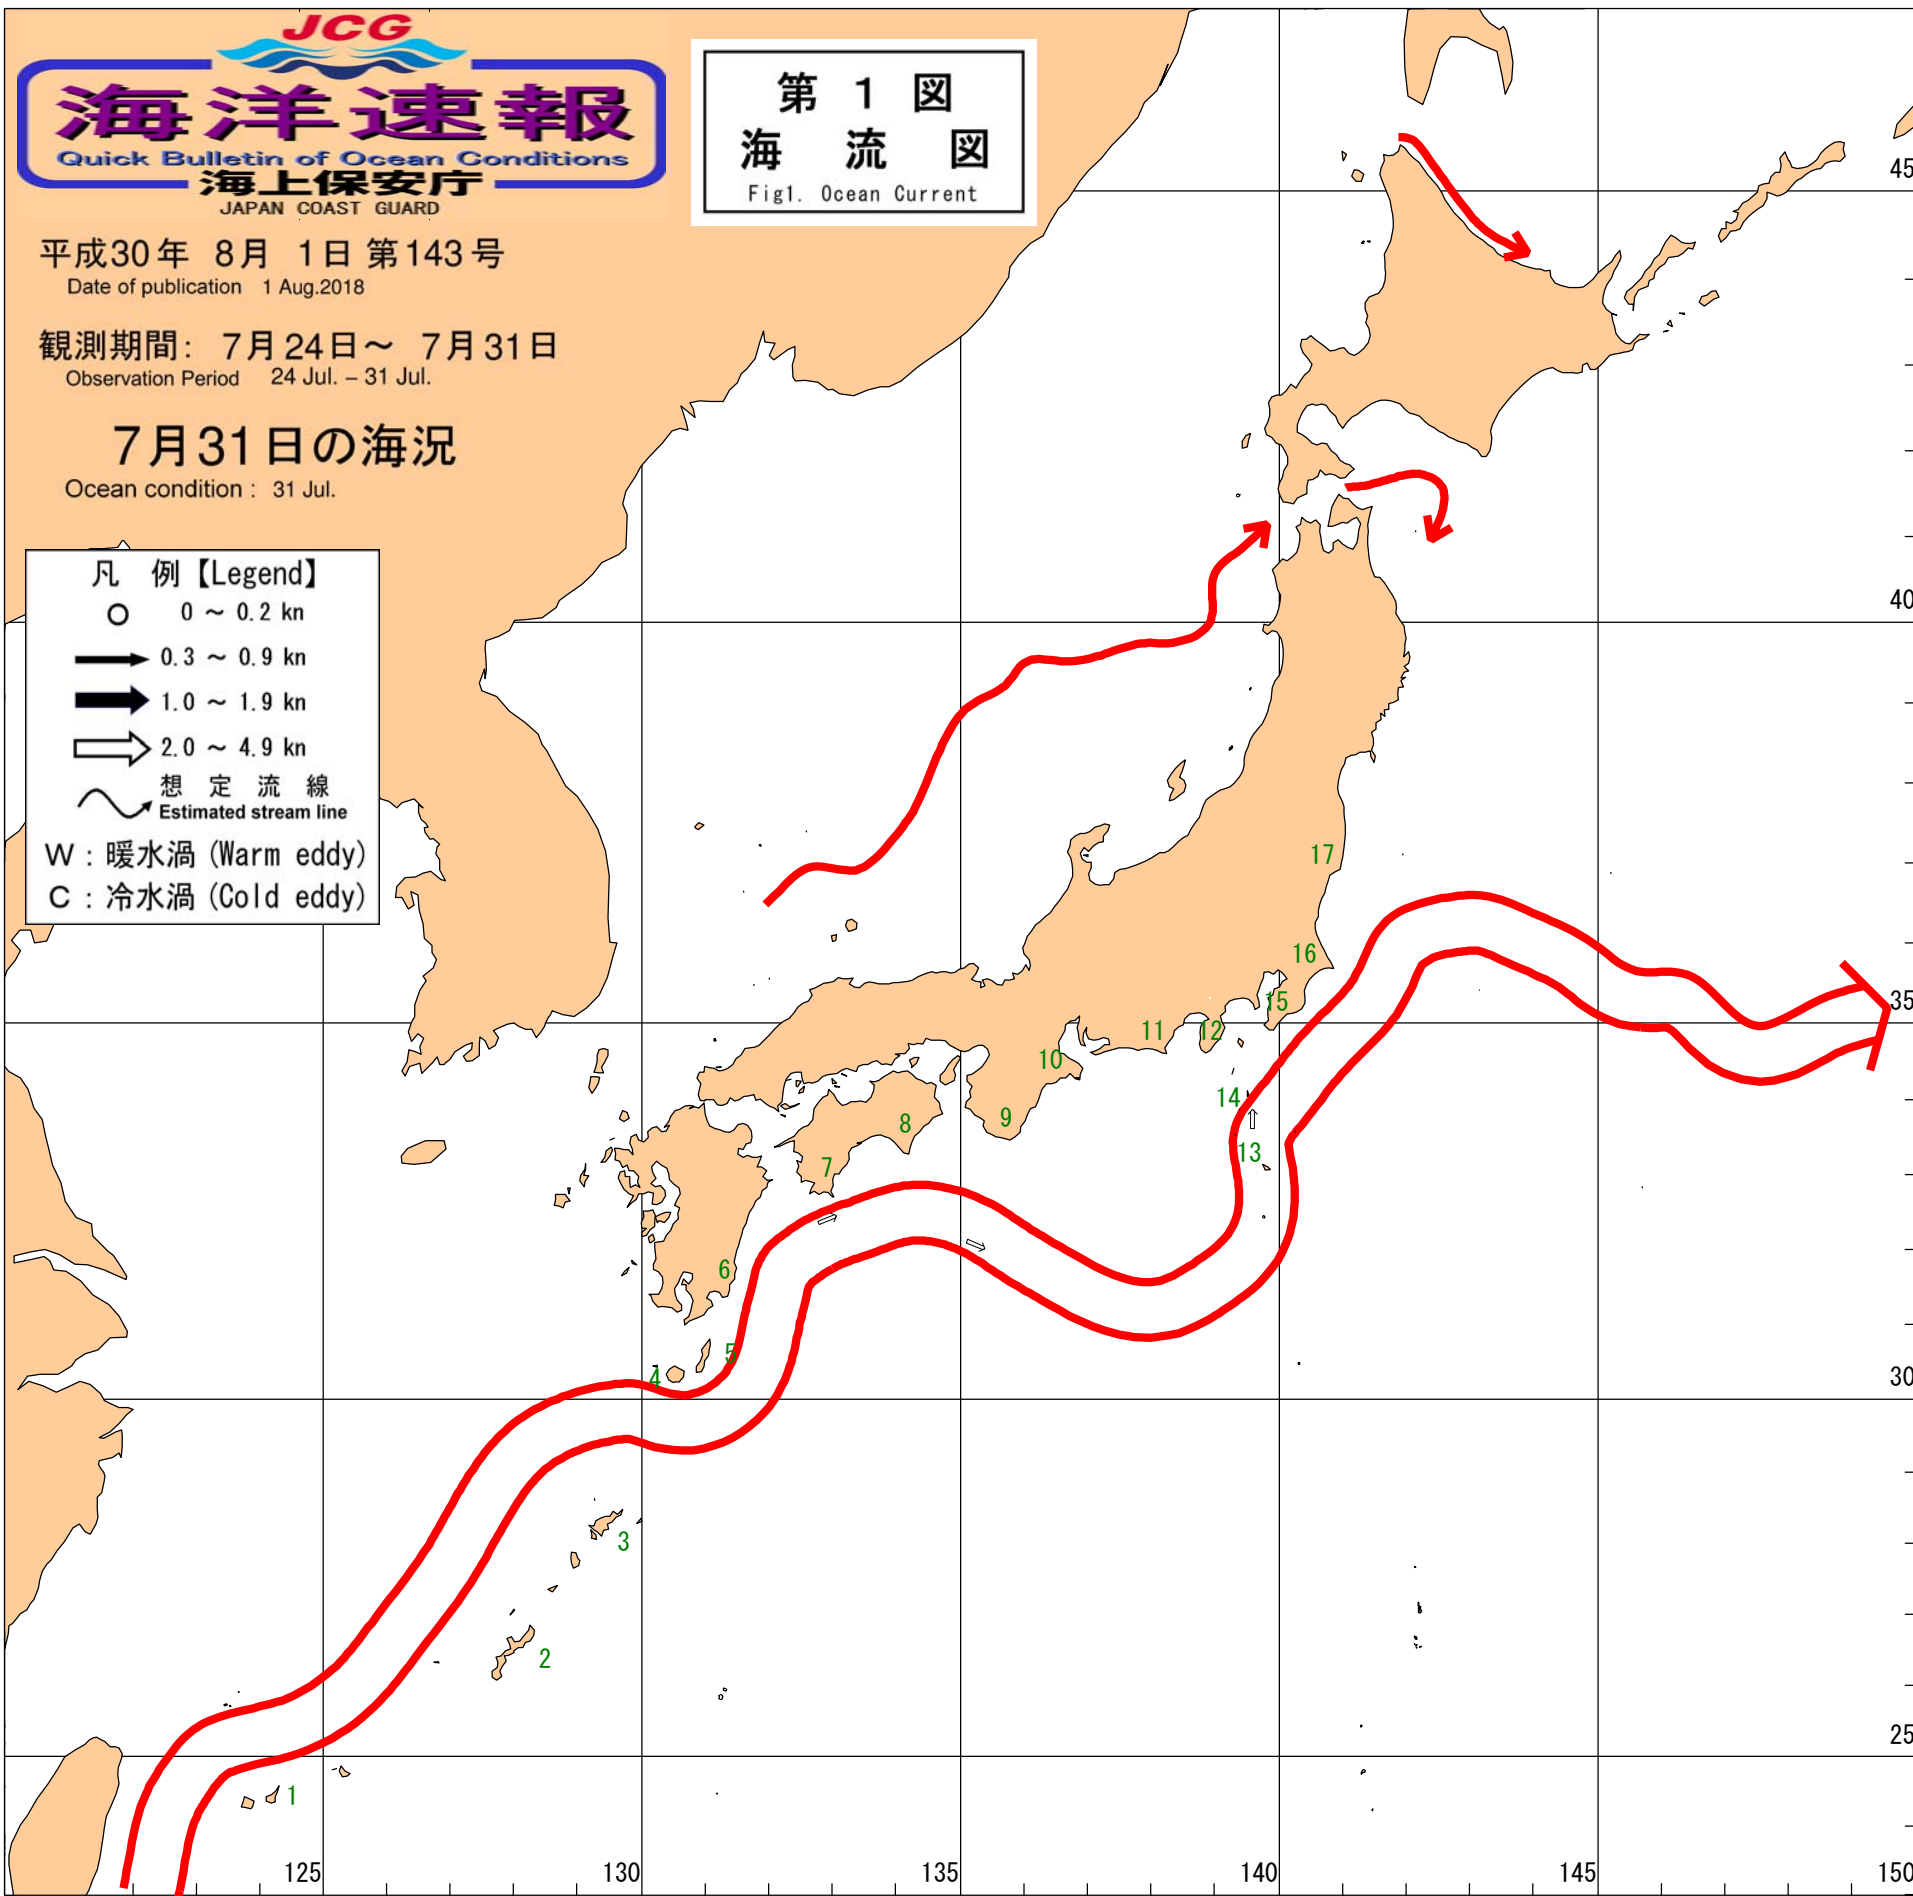 JCG
海洋速報
Quick Bulletin of Ocean Conditions
海上保安庁
JAPAN COAST GUARD
第 1 図
海 流 図
Fig1. Ocean Current
平成30年 8月 1日 第143号
Date of publication 1 Aug.2018
観測期間: 7月24日～ 7月31日
Observation Period 24 Jul. – 31 Jul.
7月31日の海況
Ocean condition : 31 Jul.
凡 例【Legend】
0 ～ 0.2 kn
0.3 ～ 0.9 kn
1.0 ～ 1.9 kn
2.0 ～ 4.9 kn
想 定 流 線
Estimated stream line
W : 暖水渦 (Warm eddy)
C : 冷水渦 (Cold eddy)
45
40
17
16
35
15
11
12
10
14
9
8
13
7
6
5
4
30
3
2
25
1
125
130
135
140
145
150